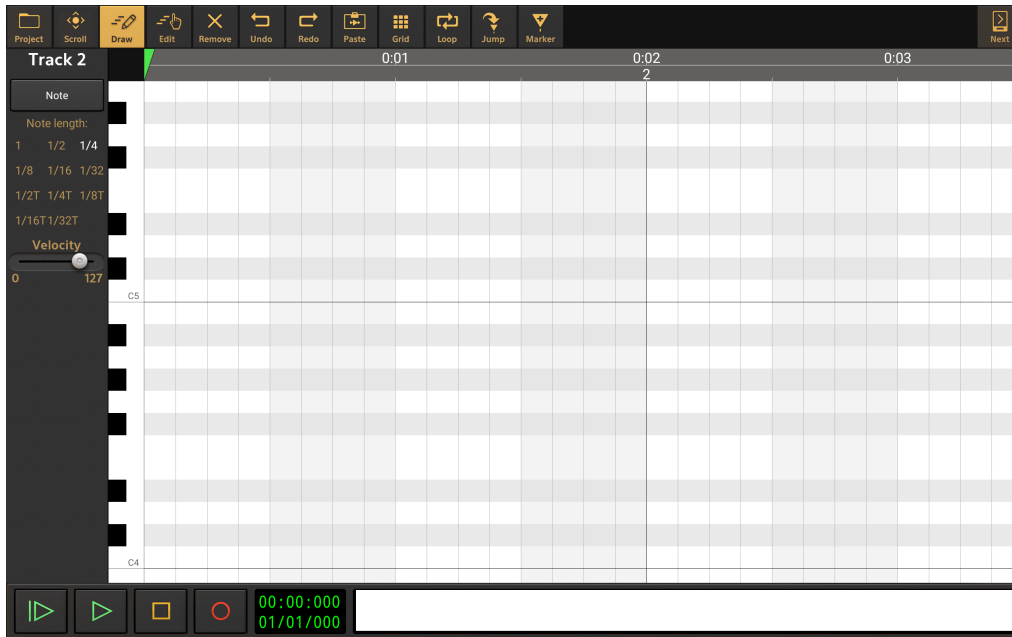 Project Scroll Draw Edit Remove Undo Redo Paste Grid Loop Jump Marker Next
Track 2
0:01 0:02 0:03
2
Note
Note length:
1 1/2 1/4
1/8 1/16 1/32
1/2T 1/4T 1/8T
1/16T 1/32T
Velocity
0 127
C5
C4
00:00:000
01/01/000